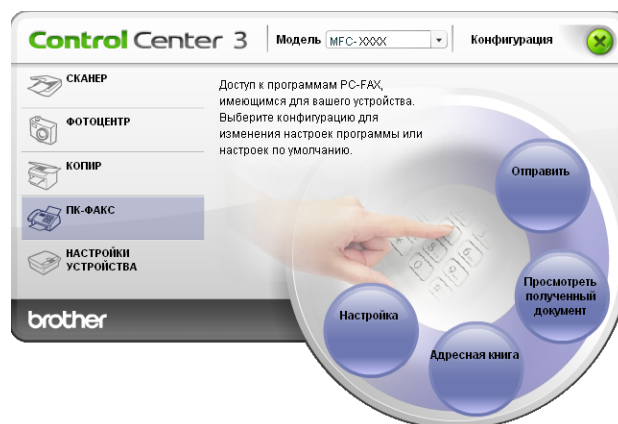 Control Center 3
Модель
MFC-XXXX
Конфигурация
СКАНЕР
ФОТОЦЕНТР
КОПИР
ПК-ФАКС
НАСТРОЙКИ
УСТРОЙСТВА
Доступ к программам PC-FAX,
имеющимся для вашего устройства.
Выберите конфигурацию для
изменения настроек программы или
настроек по умолчанию.
Отправить
Просмотреть
полученный
документ
Адресная книга
Настройка
brother